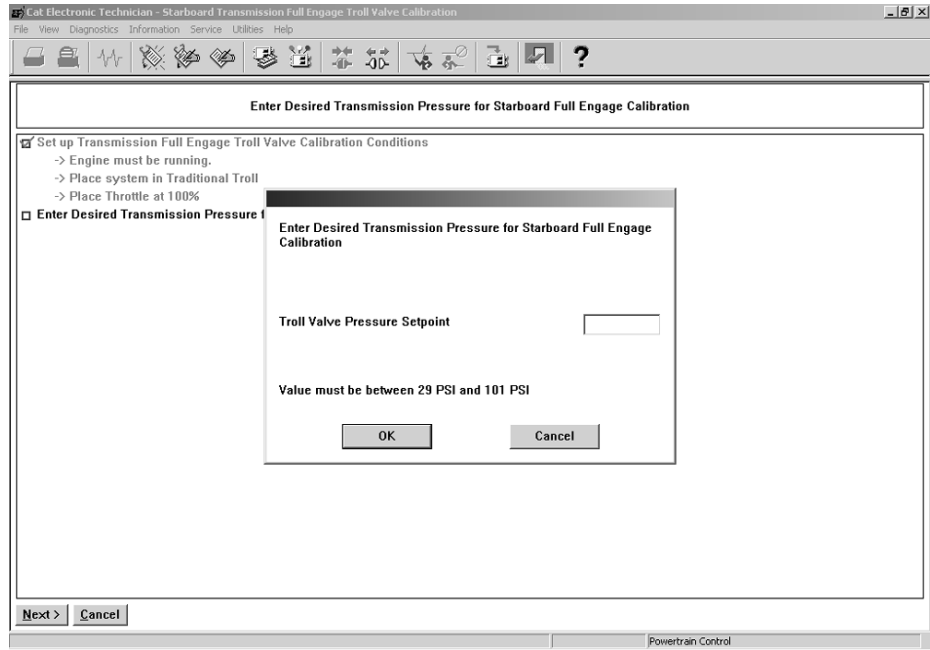 Cat Electronic Technician - Starboard Transmission Full Engage Troll Valve Calibration
File View Diagnostics Information Service Utilities Help
?
Enter Desired Transmission Pressure for Starboard Full Engage Calibration
Set up Transmission Full Engage Troll Valve Calibration Conditions
-> Engine must be running.
-> Place system in Traditional Troll
-> Place Throttle at 100%
Enter Desired Transmission Pressure f
Enter Desired Transmission Pressure for Starboard Full Engage
Calibration
Troll Valve Pressure Setpoint
Value must be between 29 PSI and 101 PSI
OK Cancel
Next > Cancel
Powertrain Control